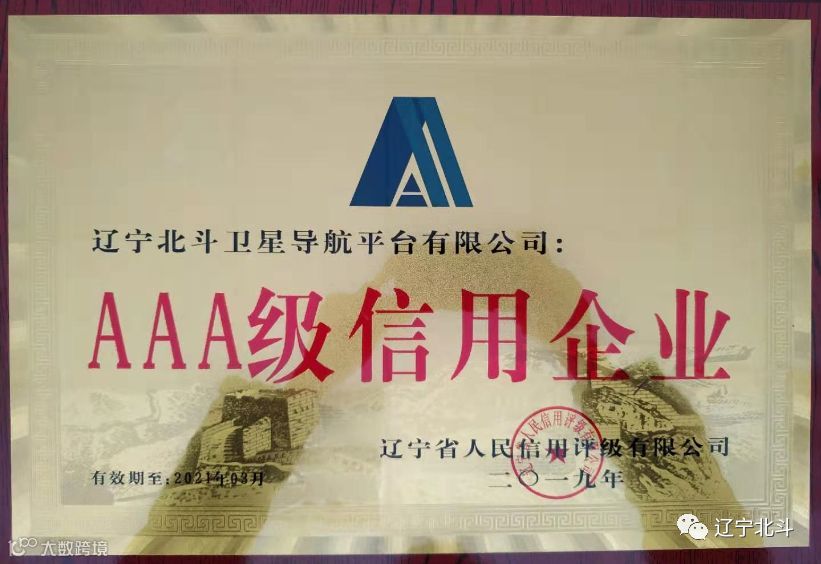 辽宁北斗卫星导航平台有限公司：
AAA级信用企业
辽宁省人民信用评级有限公司
有效期至：2021年03月
二〇一九年
辽宁北斗
大数跨境